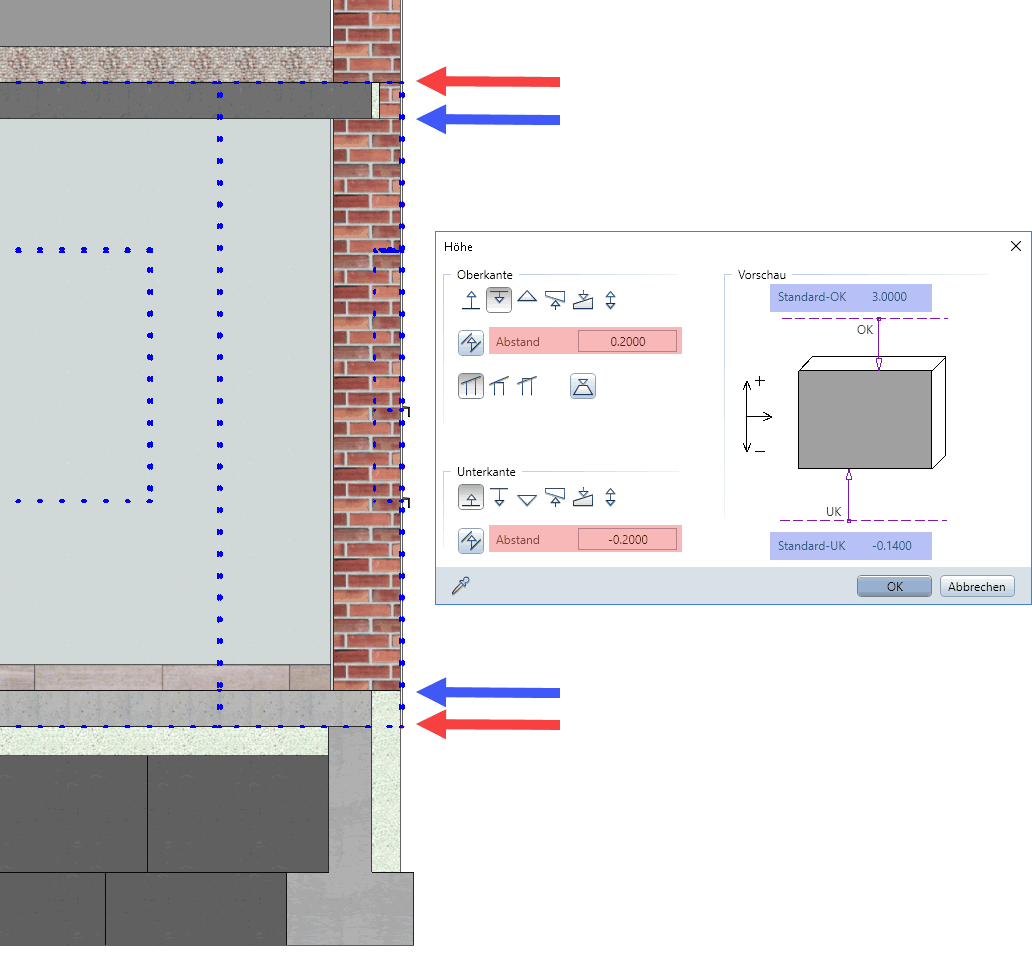 Höhe
Oberkante
Abstand 0.2000
Unterkante
Abstand -0.2000
Vorschau
Standard-OK 3.0000
OK
+
−
UK
Standard-UK -0.1400
OK Abbrechen